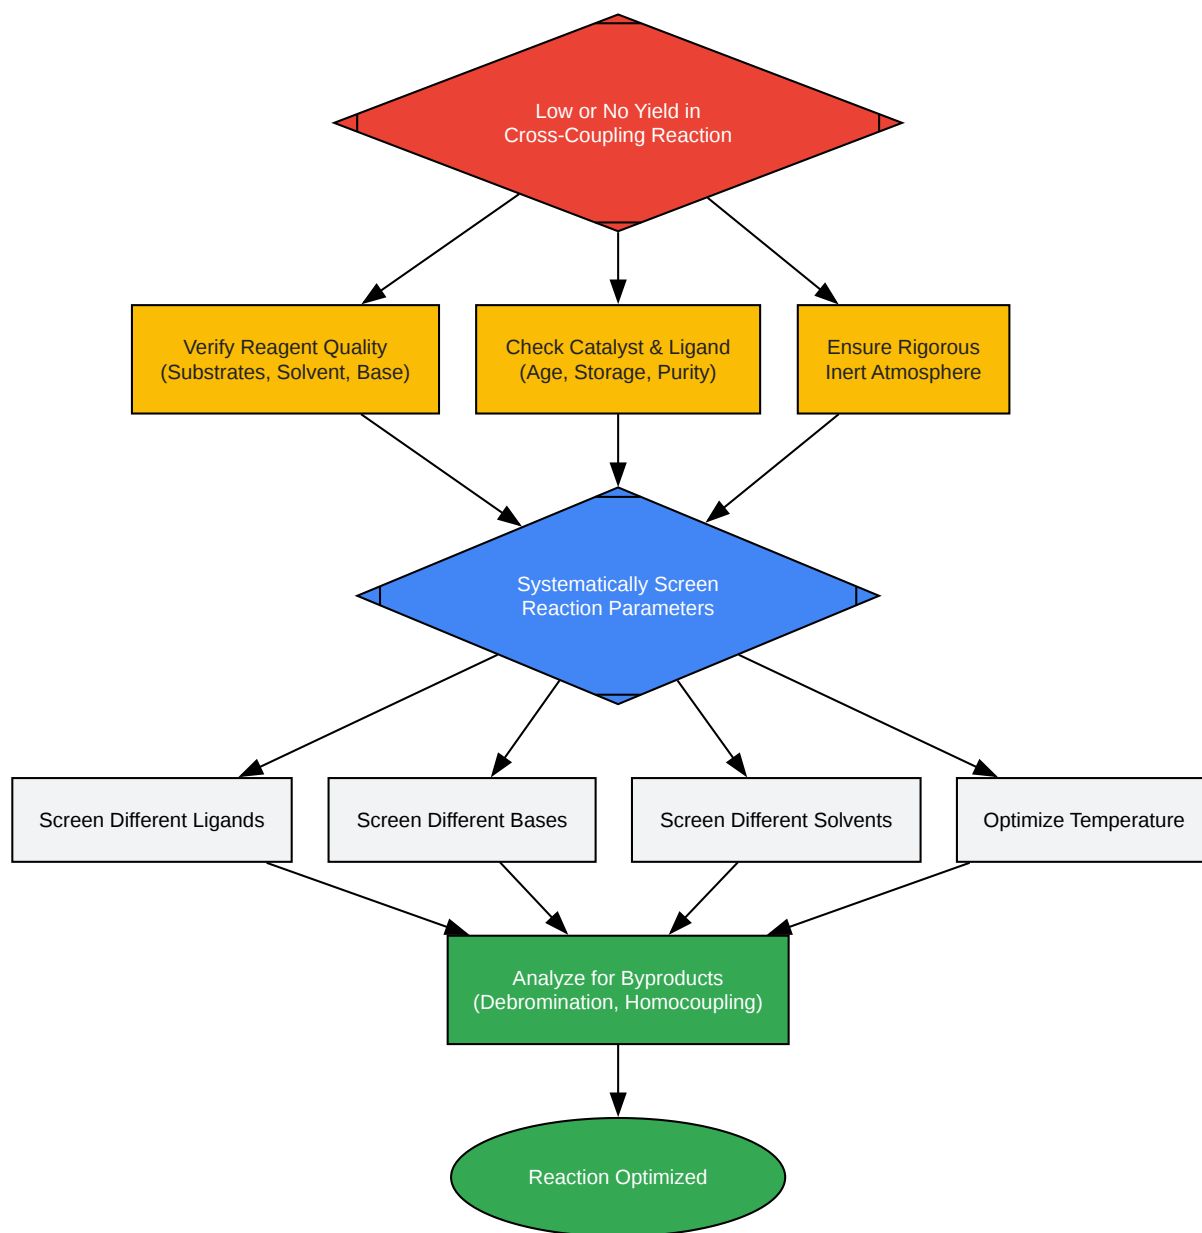 Low or No Yield in
Cross-Coupling Reaction
Verify Reagent Quality
(Substrates, Solvent, Base)
Check Catalyst & Ligand
(Age, Storage, Purity)
Ensure Rigorous
Inert Atmosphere
Systematically Screen
Reaction Parameters
Screen Different Ligands
Screen Different Bases
Screen Different Solvents
Optimize Temperature
Analyze for Byproducts
(Debromination, Homocoupling)
Reaction Optimized